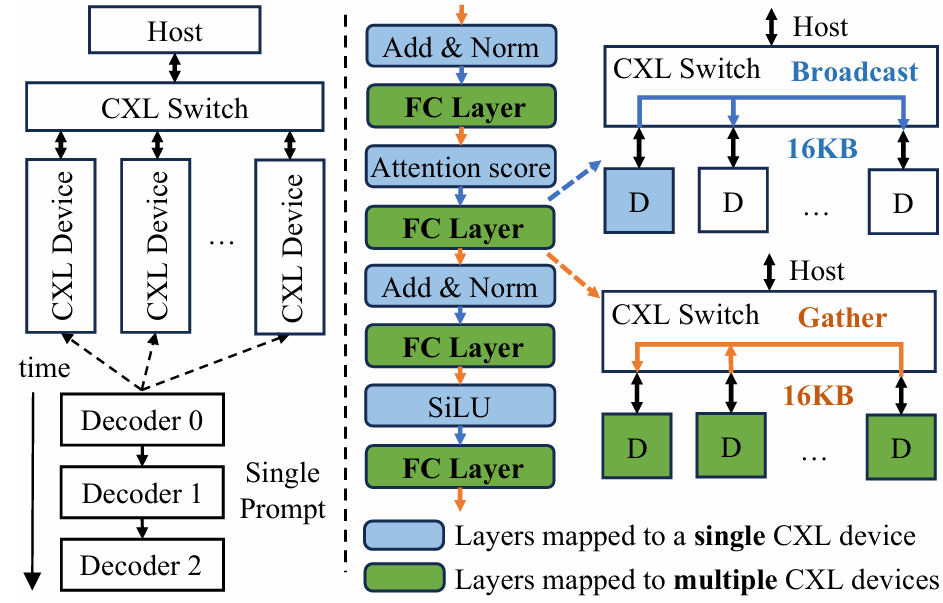 Host
CXL Switch
CXL Device
CXL Device
...
CXL Device
time
Decoder 0
Decoder 1
Decoder 2
Single
Prompt
Add & Norm
FC Layer
Attention score
FC Layer
Add & Norm
FC Layer
SiLU
FC Layer
Host
CXL Switch
Broadcast
16KB
D
D
...
D
Host
CXL Switch
Gather
16KB
D
D
...
D
Layers mapped to a single CXL device
Layers mapped to multiple CXL devices